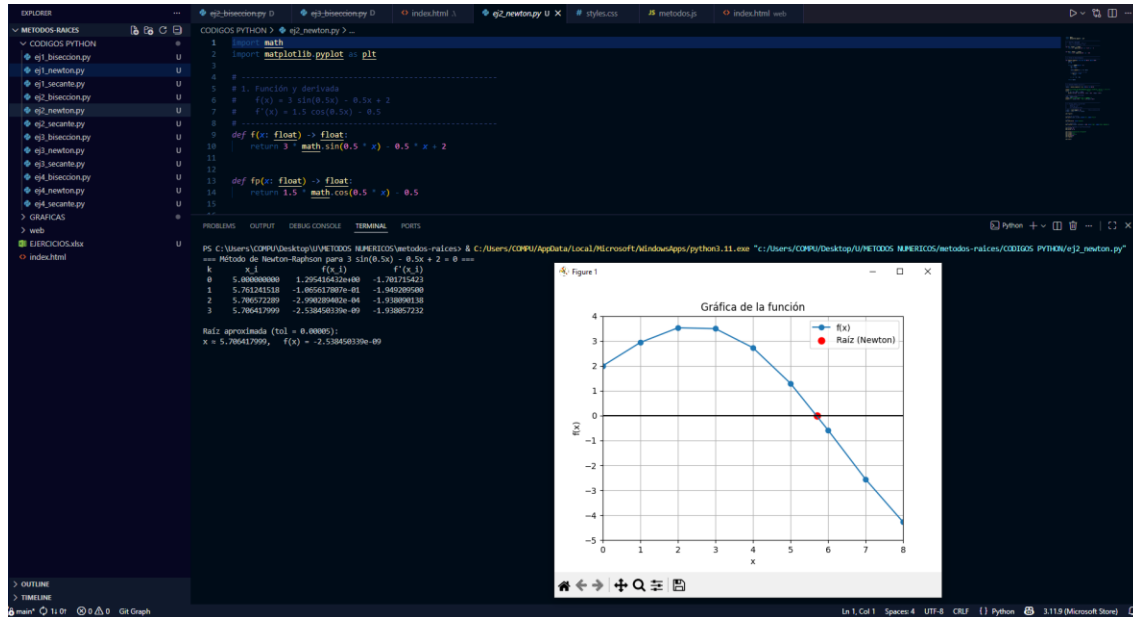 EXPLORER
METODOS-RAICES
CODIGOS PYTHON
ej1_biseccion.py U
ej1_newton.py U
ej1_secante.py U
ej2_biseccion.py U
ej2_newton.py U
ej2_secante.py U
ej3_biseccion.py U
ej3_newton.py U
ej3_secante.py U
ej4_biseccion.py U
ej4_newton.py U
ej4_secante.py U
GRAFICAS
web
EJERCICIOS.xlsx U
index.html
OUTLINE
TIMELINE
ej2_biseccion.py D ej3_biseccion.py D index.html ej2_newton.py U styles.css JS metodos.js index.html web
CODIGOS PYTHON > ej2_newton.py > ...
1 import math
2 import matplotlib.pyplot as plt
3
4 # ----------------------------------------------------------
5 # 1. Función y derivada
6 # f(x) = 3 sin(0.5x) - 0.5x + 2
7 # f'(x) = 1.5 cos(0.5x) - 0.5
8 # ----------------------------------------------------------
9 def f(x: float) -> float:
10 return 3 * math.sin(0.5 * x) - 0.5 * x + 2
11
12
13 def fp(x: float) -> float:
14 return 1.5 * math.cos(0.5 * x) - 0.5
15
PROBLEMS OUTPUT DEBUG CONSOLE TERMINAL PORTS Python
PS C:\Users\COMPU\Desktop\U\METODOS NUMERICOS\metodos-raices> & C:/Users/COMPU/AppData/Local/Microsoft/WindowsApps/python3.11.exe "c:/Users/COMPU/Desktop/U/METODOS NUMERICOS/metodos-raices/CODIGOS PYTHON/ej2_newton.py"
=== Método de Newton-Raphson para 3 sin(0.5x) - 0.5x + 2 = 0 ===
k x_i f(x_i) f'(x_i)
0 5.000000000 1.295416432e+00 -1.701715423
1 5.761241518 -1.065617807e-01 -1.949209500
2 5.706572289 -2.990289402e-04 -1.938090138
3 5.706417999 -2.538450339e-09 -1.938057232
Raíz aproximada (tol = 0.00005):
x = 5.706417999, f(x) = -2.538450339e-09
Figure 1
Gráfica de la función
f(x)
Raíz (Newton)
4
3
2
1
0
−1
−2
−3
−4
−5
f(x)
0 1 2 3 4 5 6 7 8
x
main* 1↓ 0↑ 0 0 0 Git Graph Ln 1, Col 1 Spaces: 4 UTF-8 CRLF {} Python 3.11.9 (Microsoft Store)